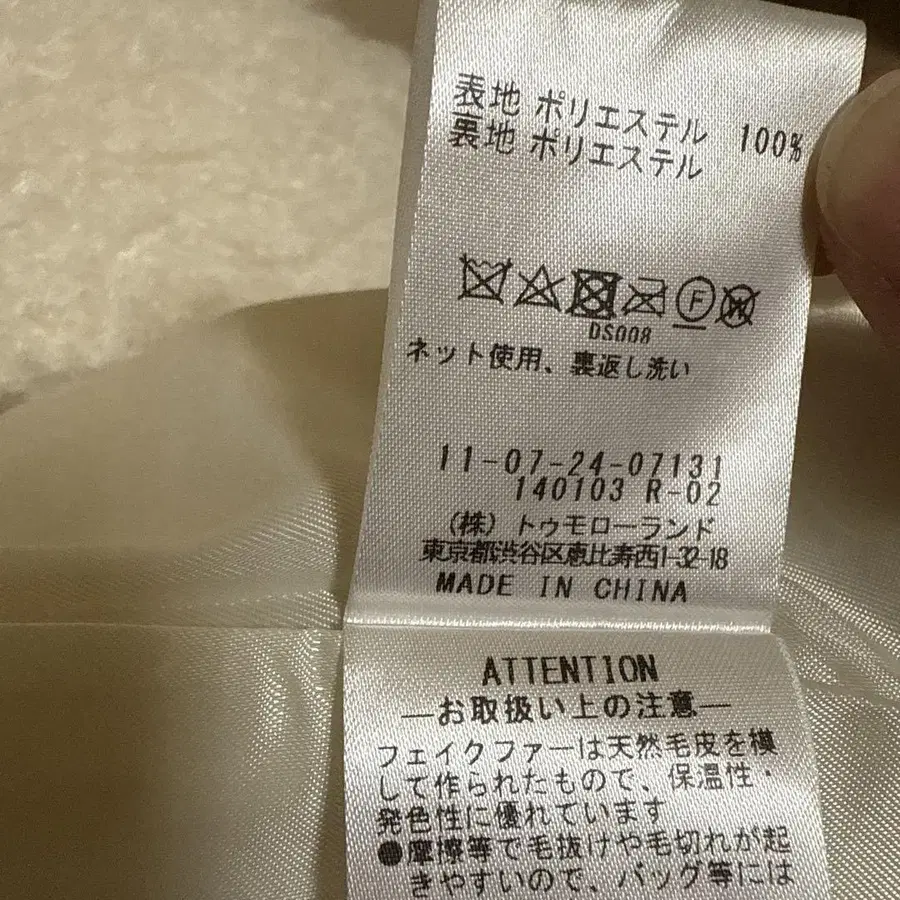 表地 ポリエステル 100%
裏地 ポリエステル
F
W
DS008
ネット使用、裏返し洗い
11-07-24-07131
140103 R-02
(株) トゥモローランド
東京都渋谷区恵比寿西1-32-18
MADE IN CHINA
ATTENTION
―お取扱い上の注意―
フェイクファーは天然毛皮を模
して作られたもので、保温性・
発色性に優れています
●摩擦等で毛抜けや毛切れが起
きやすいので、バッグ等には